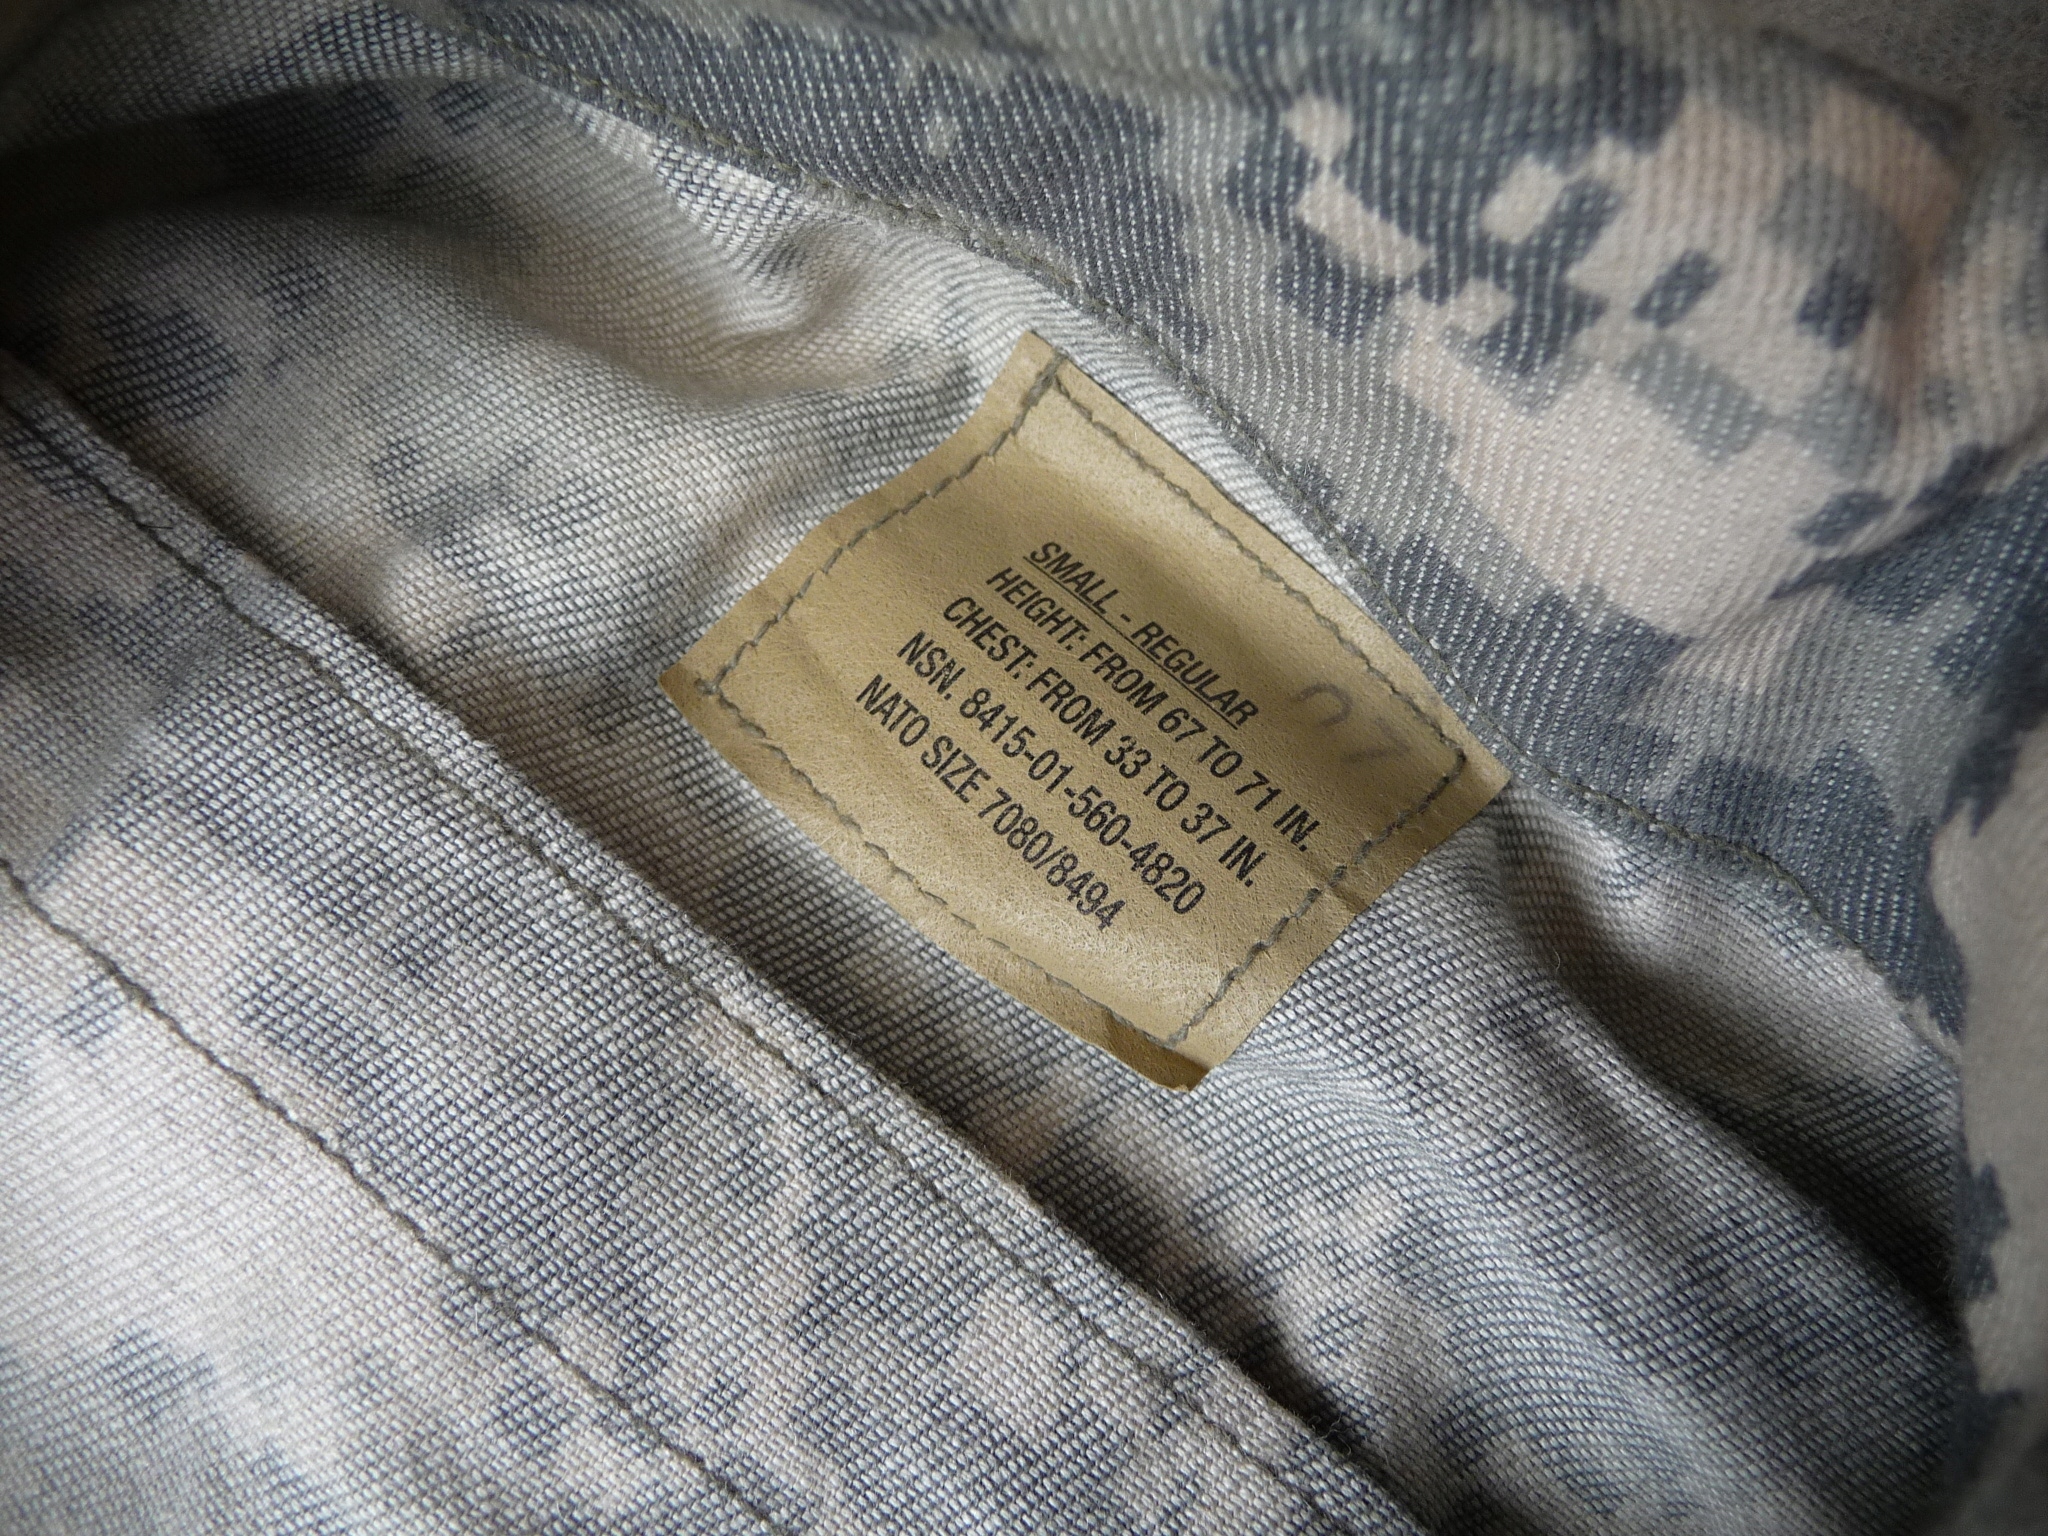 SMALL - REGULAR
HEIGHT: FROM 67 TO 71 IN.
CHEST: FROM 33 TO 37 IN.
NSN. 8415-01-560-4820
NATO SIZE 7080/8494
07